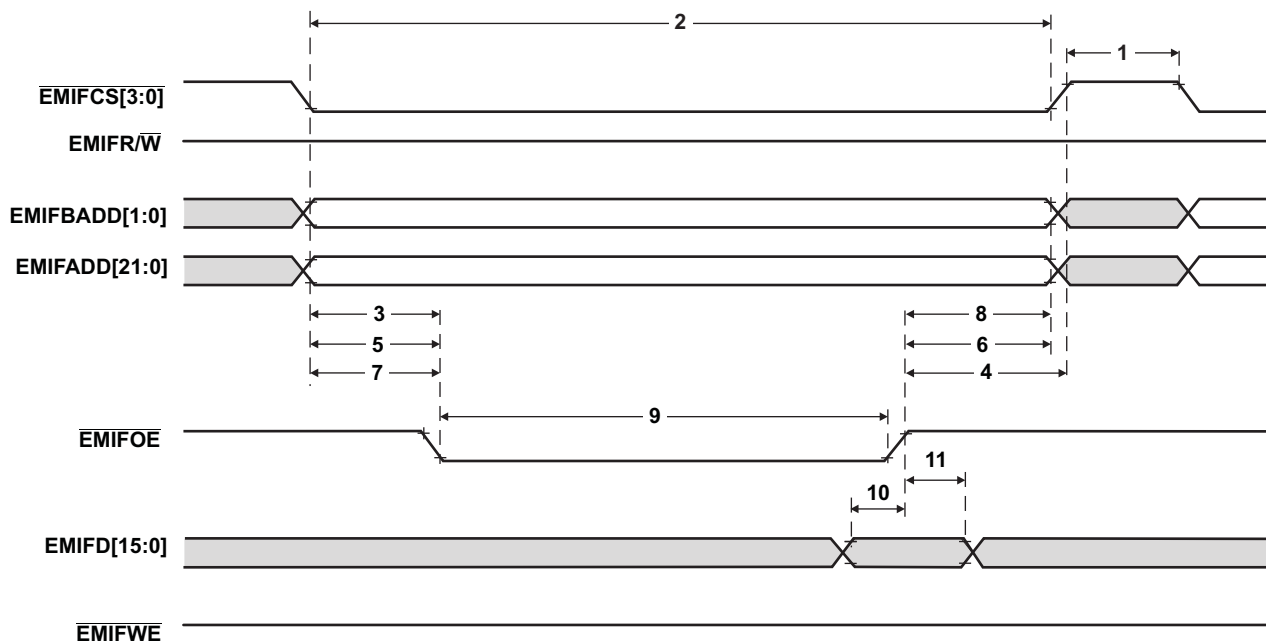 2
1
EMIFCS[3:0]
EMIFR/W
EMIFBADD[1:0]
EMIFADD[21:0]
3
8
5
6
7
4
9
EMIFOE
11
10
EMIFD[15:0]
EMIFWE